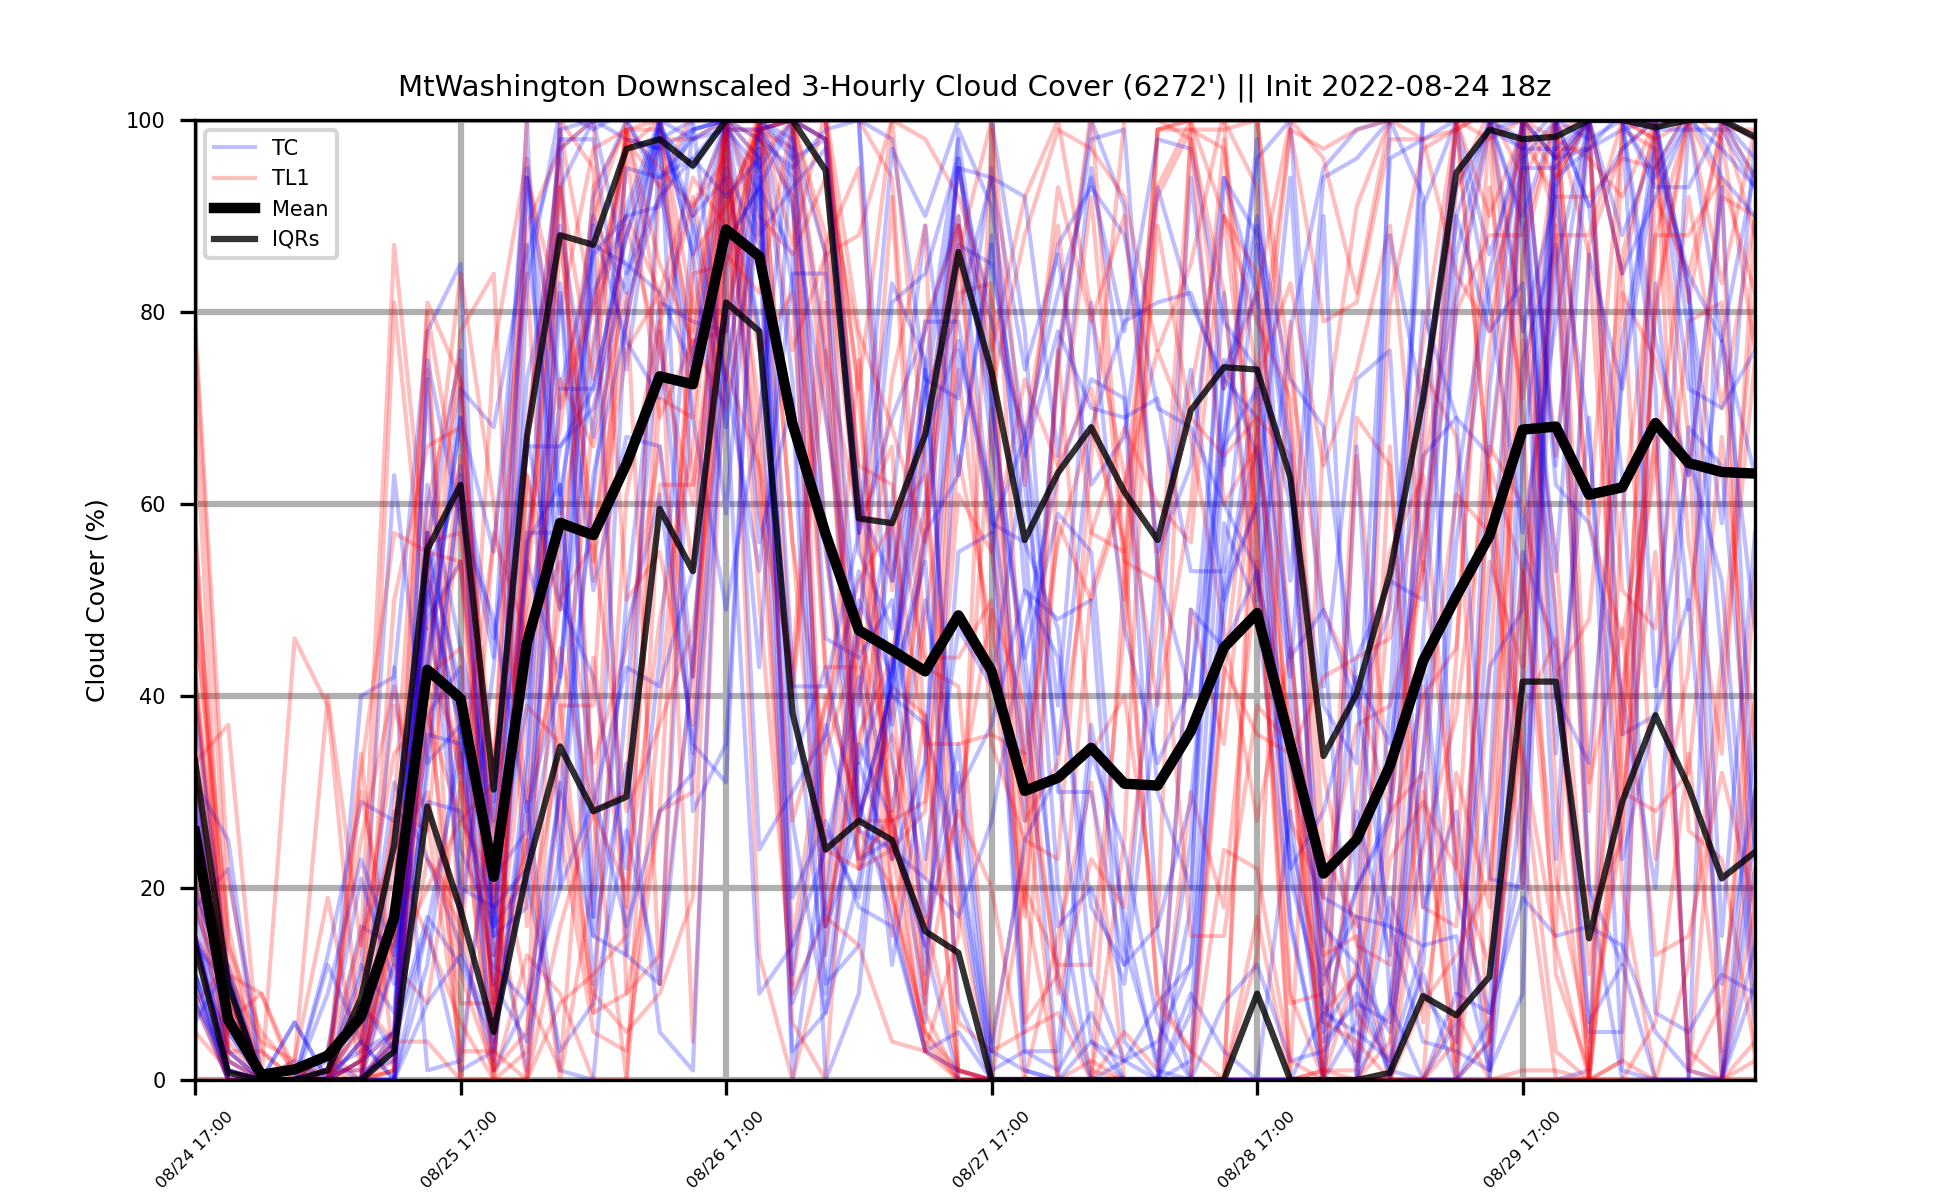 MtWashington Downscaled 3-Hourly Cloud Cover (6272') || Init 2022-08-24 18z
100
80
60
40
20
0
Cloud Cover (%)
TC
TL1
Mean
IQRs
08/24 17:00
08/25 17:00
08/26 17:00
08/27 17:00
08/28 17:00
08/29 17:00